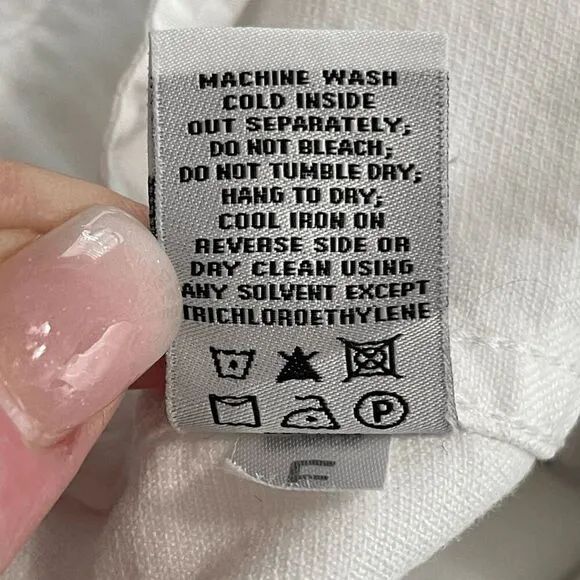 MACHINE WASH
COLD INSIDE
OUT SEPARATELY;
DO NOT BLEACH;
DO NOT TUMBLE DRY;
HANG TO DRY;
COOL IRON ON
REVERSE SIDE OR
DRY CLEAN USING
ANY SOLVENT EXCEPT
TRICHLOROETHYLENE
P